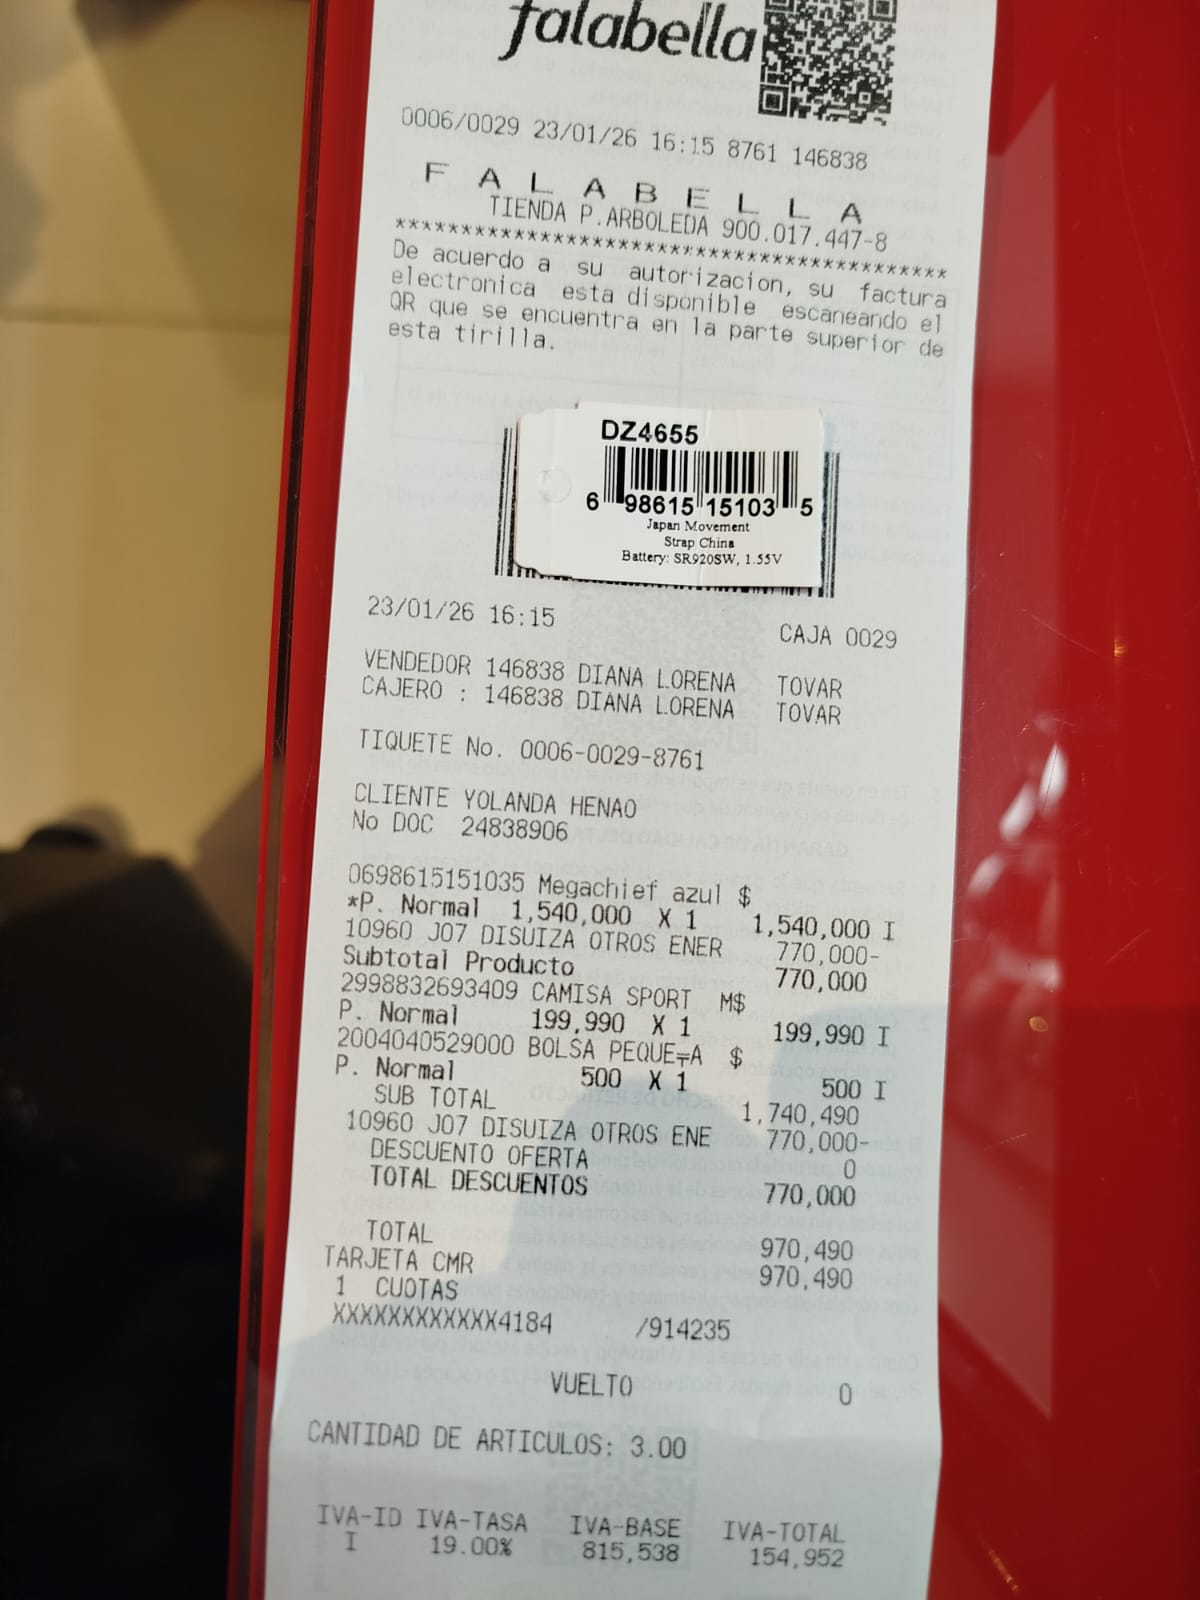 falabella
0006/0029 23/01/26 16:15 8761 146838
F A L A B E L L A
TIENDA P.ARBOLEDA 900.017.447-8
******************************************
De acuerdo a su autorizacion, su factura
electronica esta disponible escaneando el
QR que se encuentra en la parte superior de
esta tirilla.
DZ4655
6 98615 15103 5
Japan Movement
Strap China
Battery: SR920SW, 1.55V
23/01/26 16:15 CAJA 0029
VENDEDOR 146838 DIANA LORENA TOVAR
CAJERO : 146838 DIANA LORENA TOVAR
TIQUETE No. 0006-0029-8761
CLIENTE YOLANDA HENAO
No DOC 24838906
0698615151035 Megachief azul $
*P. Normal 1,540,000 X 1 1,540,000 I
10960 J07 DISUIZA OTROS ENER 770,000-
Subtotal Producto 770,000
2998832693409 CAMISA SPORT M$
P. Normal 199,990 X 1 199,990 I
2004040529000 BOLSA PEQUE╤A $
P. Normal 500 X 1 500 I
SUB TOTAL 1,740,490
10960 J07 DISUIZA OTROS ENE 770,000-
DESCUENTO OFERTA 0
TOTAL DESCUENTOS 770,000
TOTAL 970,490
TARJETA CMR 970,490
1 CUOTAS
XXXXXXXXXXXX4184 /914235
VUELTO 0
CANTIDAD DE ARTICULOS: 3.00
IVA-ID IVA-TASA IVA-BASE IVA-TOTAL
I 19.00% 815,538 154,952